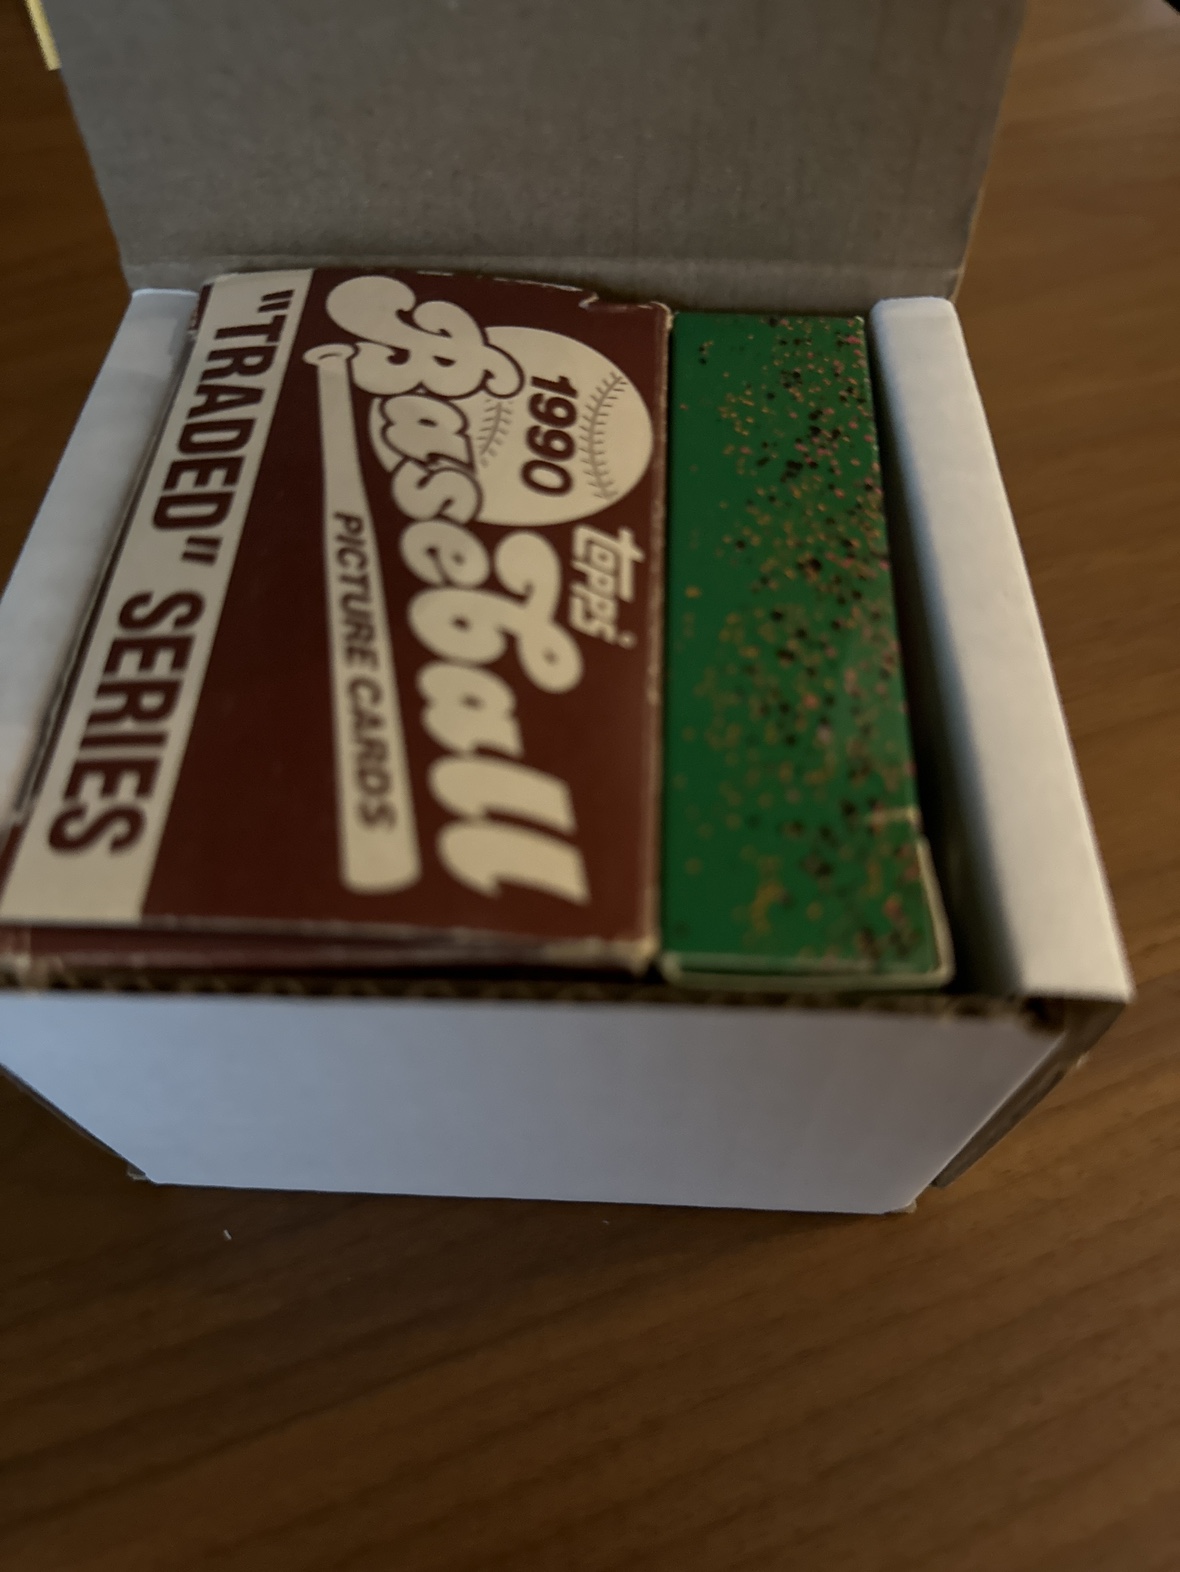 1990
Baseball
topps®
PICTURE CARDS
"TRADED" SERIES